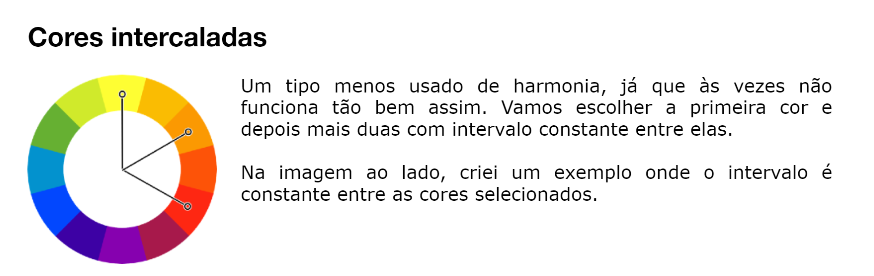 Cores intercaladas
Um tipo menos usado de harmonia, já que às vezes não
funciona tão bem assim. Vamos escolher a primeira cor e
depois mais duas com intervalo constante entre elas.
Na imagem ao lado, criei um exemplo onde o intervalo é
constante entre as cores selecionados.